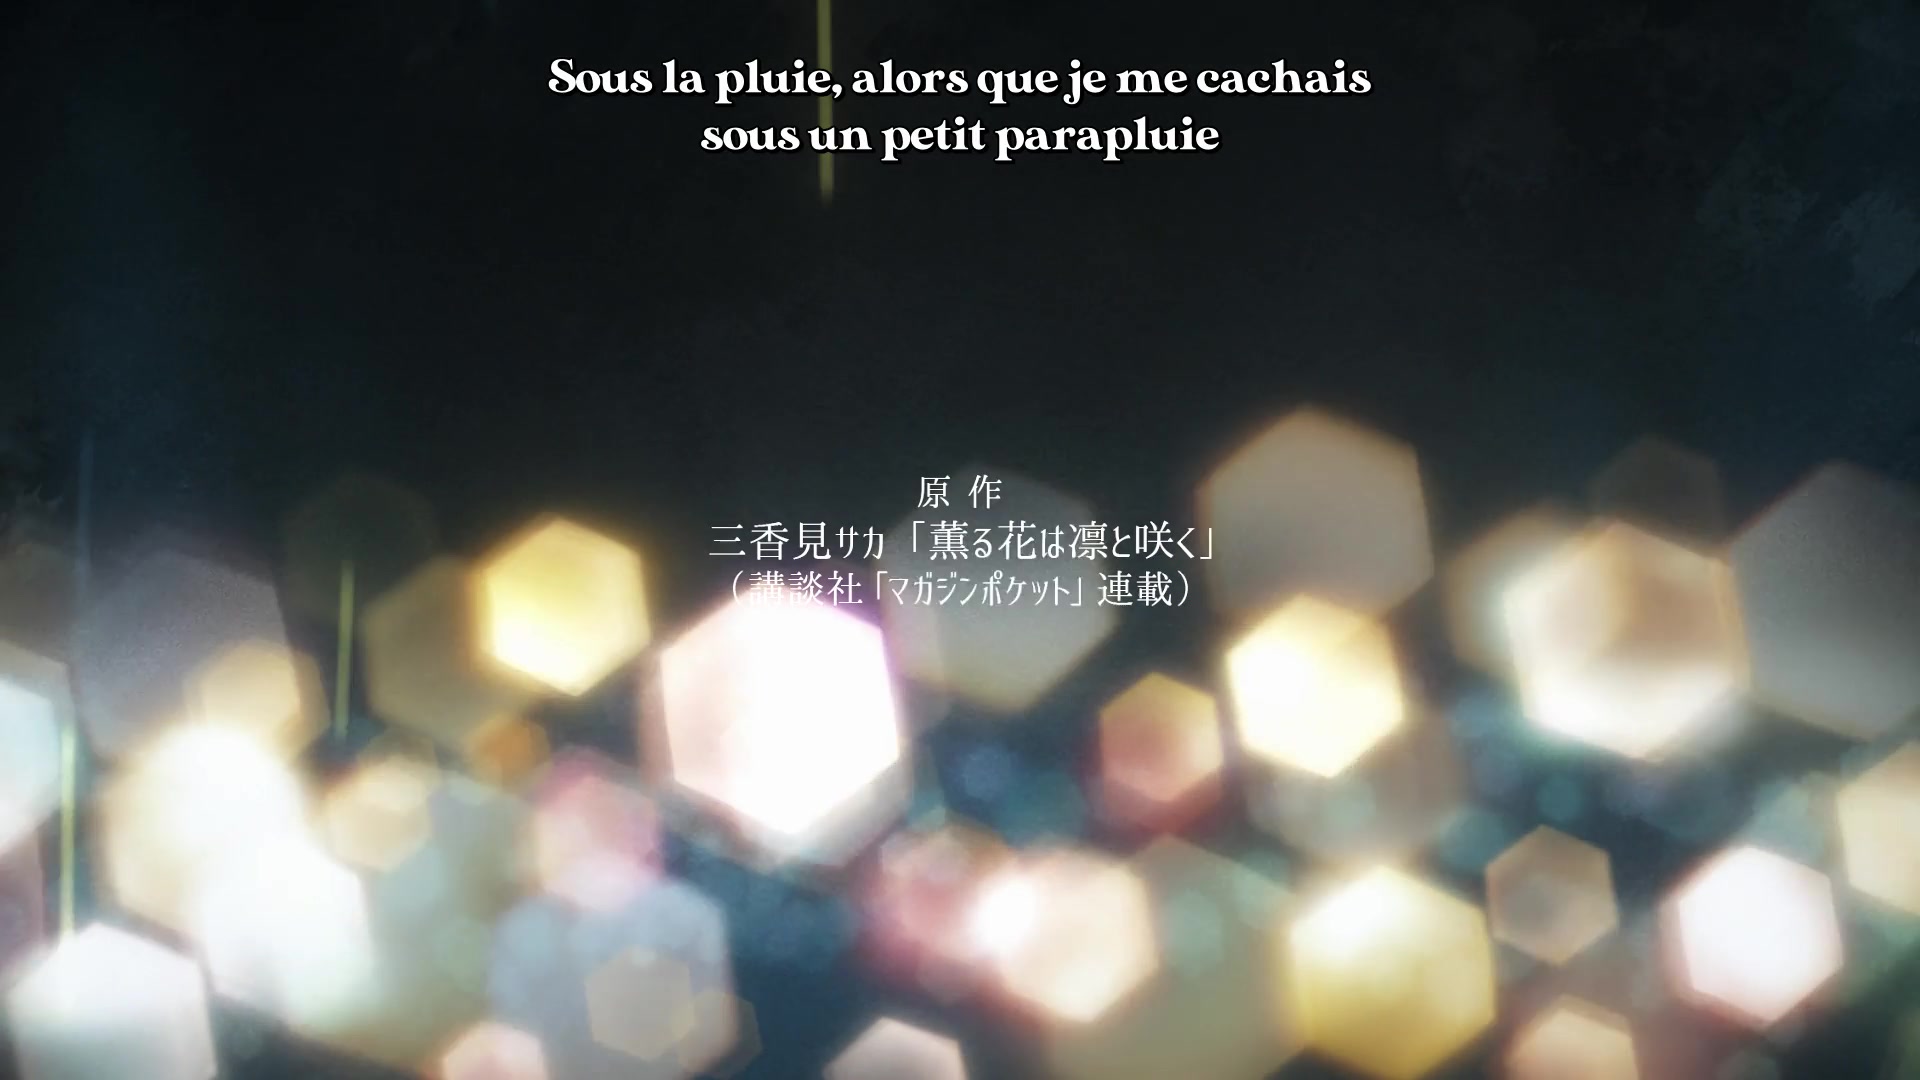 Sous la pluie, alors que je me cachais
sous un petit parapluie
原作
三香見サカ「薫る花は凛と咲く」
（講談社「マガジンポケット」連載）